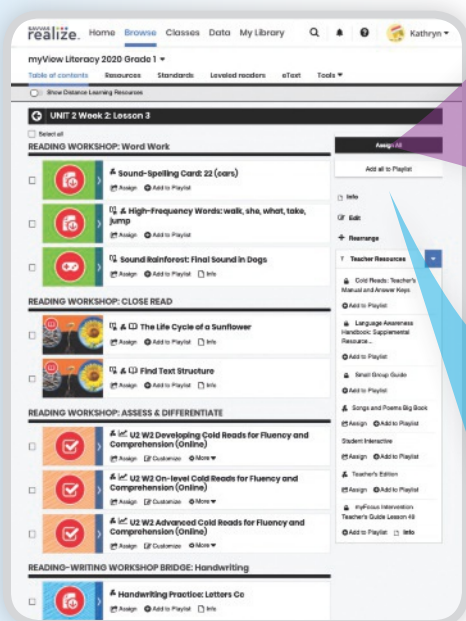 SAVVAS
realize.
Home Browse Classes Data My Library
Kathryn
myView Literacy 2020 Grade 1
Table of contents Resources Standards Leveled readers eText Tools
Show Distance Learning Resources
UNIT 2 Week 2: Lesson 3
Select all
READING WORKSHOP: Word Work
Sound-Spelling Card: 22 (cars)
Assign Add to Playlist
High-Frequency Words: walk, she, what, take,
jump
Assign Add to Playlist
Sound Rainforest: Final Sound in Dogs
Assign Add to Playlist Info
READING WORKSHOP: CLOSE READ
The Life Cycle of a Sunflower
Assign Add to Playlist Info
Find Text Structure
Assign Add to Playlist Info
READING WORKSHOP: ASSESS & DIFFERENTIATE
U2 W2 Developing Cold Reads for Fluency and
Comprehension (Online)
Assign Customize More
U2 W2 On-level Cold Reads for Fluency and
Comprehension (Online)
Assign Customize More
U2 W2 Advanced Cold Reads for Fluency and
Comprehension (Online)
Assign Customize More
READING-WRITING WORKSHOP BRIDGE: Handwriting
Handwriting Practice: Letters Cc
Assign Add to Playlist Info
Assign All
Add all to Playlist
Info
Edit
Rearrange
Teacher Resources
Cold Reads: Teacher's
Manual and Answer Keys
Add to Playlist
Language Awareness
Handbook: Supplemental
Resource...
Add to Playlist
Small Group Guide
Add to Playlist
Songs and Poems Big Book
Assign Add to Playlist
Student Interactive
Assign Add to Playlist
Teacher's Edition
Assign Add to Playlist
myFocus Intervention
Teacher's Guide Lesson 49
Add to Playlist Info